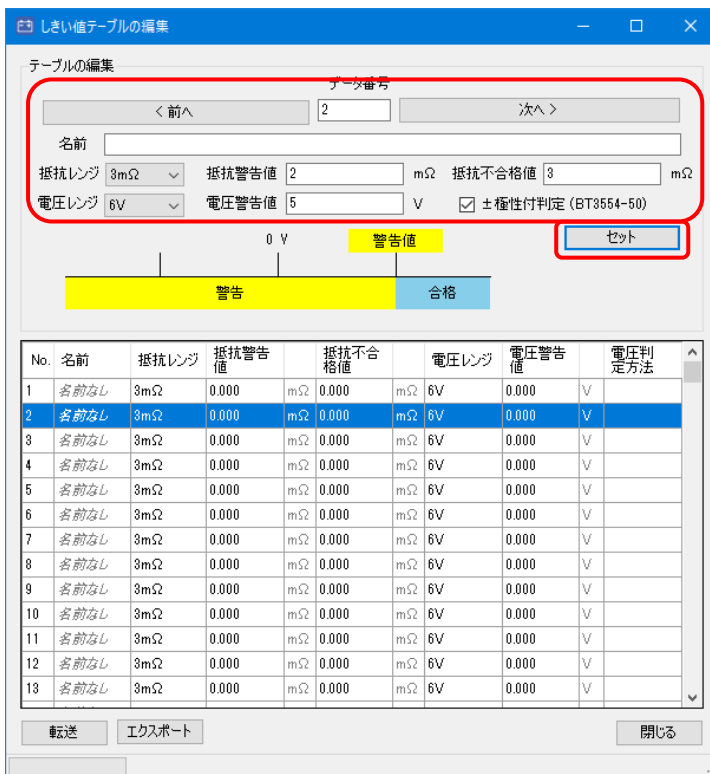 しきい値テーブルの編集
テーブルの編集
データ番号
< 前へ 2 次へ >
名前
抵抗レンジ 3mΩ 抵抗警告値 2 mΩ 抵抗不合格値 3 mΩ
電圧レンジ 6V 電圧警告値 5 V ±極性付判定 (BT3554-50)
セット
0 V 警告値
警告 合格
No. 名前 抵抗レンジ 抵抗警告値 抵抗不合格値 電圧レンジ 電圧警告値 電圧判定方法
1 名前なし 3mΩ 0.000 mΩ 0.000 mΩ 6V 0.000 V
2 名前なし 3mΩ 0.000 mΩ 0.000 mΩ 6V 0.000 V
3 名前なし 3mΩ 0.000 mΩ 0.000 mΩ 6V 0.000 V
4 名前なし 3mΩ 0.000 mΩ 0.000 mΩ 6V 0.000 V
5 名前なし 3mΩ 0.000 mΩ 0.000 mΩ 6V 0.000 V
6 名前なし 3mΩ 0.000 mΩ 0.000 mΩ 6V 0.000 V
7 名前なし 3mΩ 0.000 mΩ 0.000 mΩ 6V 0.000 V
8 名前なし 3mΩ 0.000 mΩ 0.000 mΩ 6V 0.000 V
9 名前なし 3mΩ 0.000 mΩ 0.000 mΩ 6V 0.000 V
10 名前なし 3mΩ 0.000 mΩ 0.000 mΩ 6V 0.000 V
11 名前なし 3mΩ 0.000 mΩ 0.000 mΩ 6V 0.000 V
12 名前なし 3mΩ 0.000 mΩ 0.000 mΩ 6V 0.000 V
13 名前なし 3mΩ 0.000 mΩ 0.000 mΩ 6V 0.000 V
転送 エクスポート 閉じる